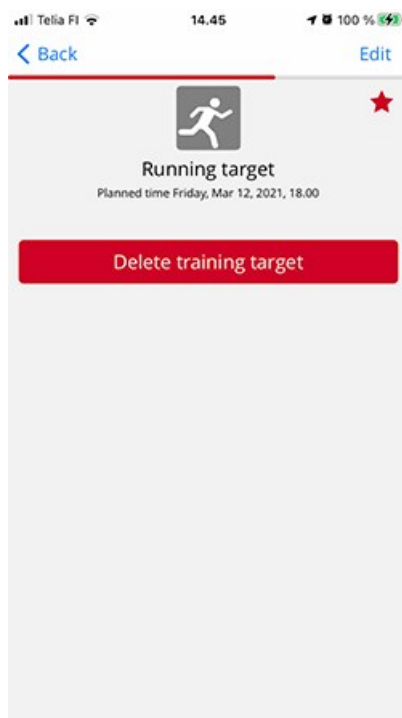 Telia FI 14.45 100 %
Back Edit
Running target
Planned time Friday, Mar 12, 2021, 18.00
Delete training target